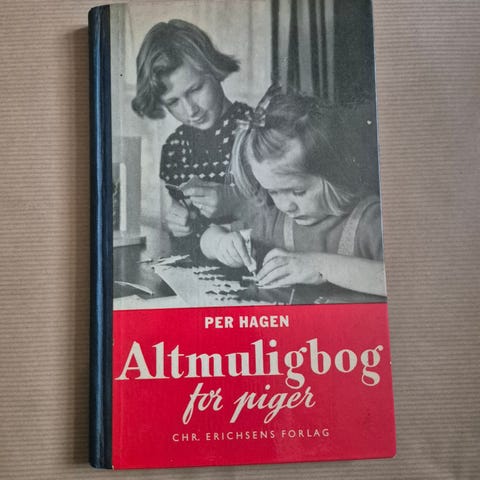 PER HAGEN
Altmuligbog
for piger
CHR. ERICHSENS FORLAG